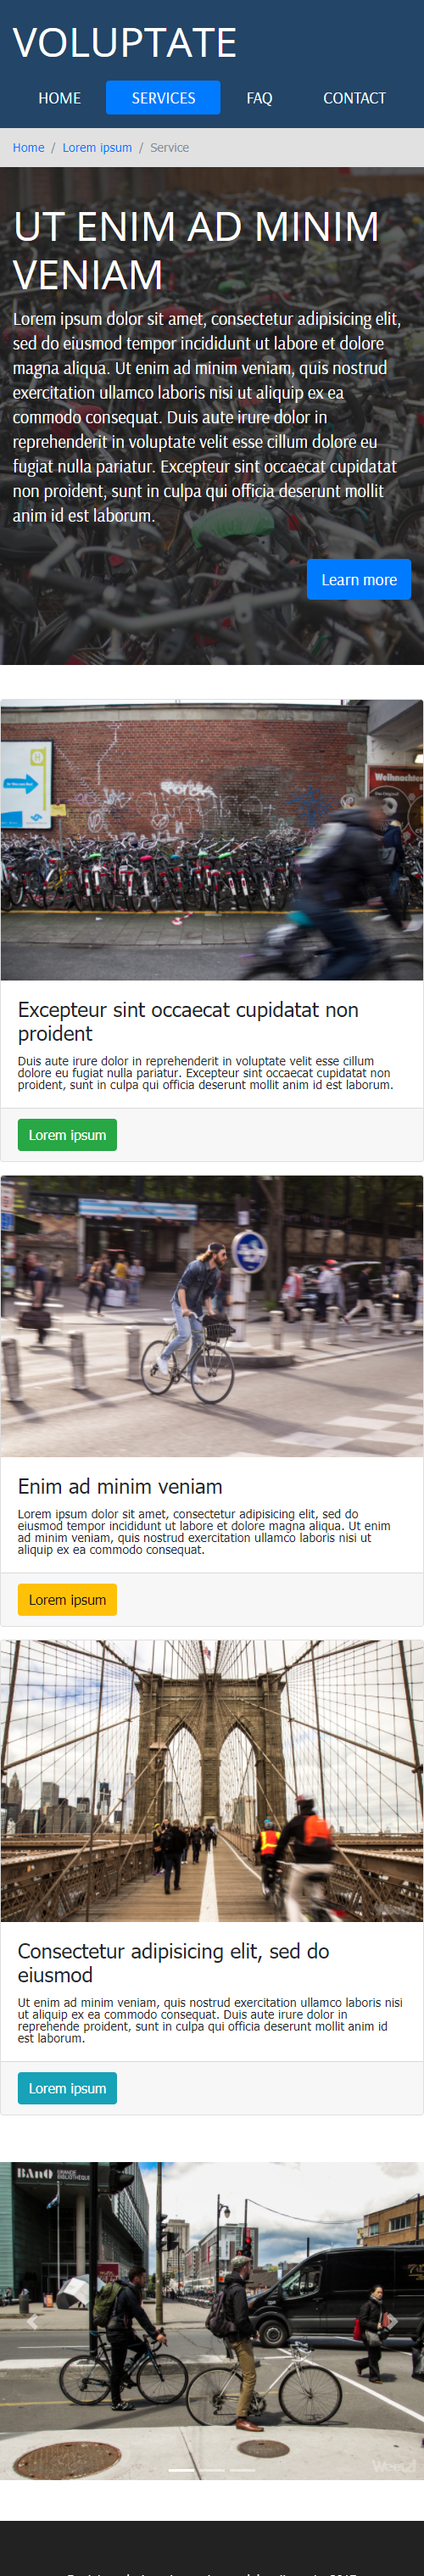 VOLUPTATE
HOME SERVICES FAQ CONTACT
Home / Lorem ipsum / Service
UT ENIM AD MINIM
VENIAM
Lorem ipsum dolor sit amet, consectetur adipisicing elit,
sed do eiusmod tempor incididunt ut labore et dolore
magna aliqua. Ut enim ad minim veniam, quis nostrud
exercitation ullamco laboris nisi ut aliquip ex ea
commodo consequat. Duis aute irure dolor in
reprehenderit in voluptate velit esse cillum dolore eu
fugiat nulla pariatur. Excepteur sint occaecat cupidatat
non proident, sunt in culpa qui officia deserunt mollit
anim id est laborum.
Learn more
H
Weihnachten
Excepteur sint occaecat cupidatat non
proident
Duis aute irure dolor in reprehenderit in voluptate velit esse cillum
dolore eu fugiat nulla pariatur. Excepteur sint occaecat cupidatat non
proident, sunt in culpa qui officia deserunt mollit anim id est laborum.
Lorem ipsum
Enim ad minim veniam
Lorem ipsum dolor sit amet, consectetur adipisicing elit, sed do
eiusmod tempor incididunt ut labore et dolore magna aliqua. Ut enim
ad minim veniam, quis nostrud exercitation ullamco laboris nisi ut
aliquip ex ea commodo consequat.
Lorem ipsum
Consectetur adipisicing elit, sed do
eiusmod
Ut enim ad minim veniam, quis nostrud exercitation ullamco laboris nisi
ut aliquip ex ea commodo consequat. Duis aute irure dolor in
reprehende proident, sunt in culpa qui officia deserunt mollit anim id
est laborum.
Lorem ipsum
BAnQ GRANDE
BIBLIOTHÈQUE